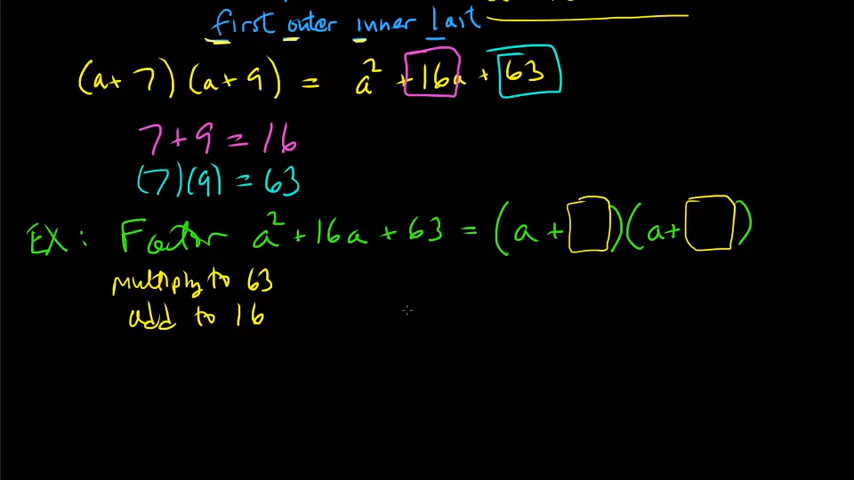 first outer inner last
(a+7)(a+9) = a² +16a + 63
7+9=16
(7)(9)=63
EX: Factor a²+16a+63 = (a+ )(a+ )
multiply to 63
add to 16